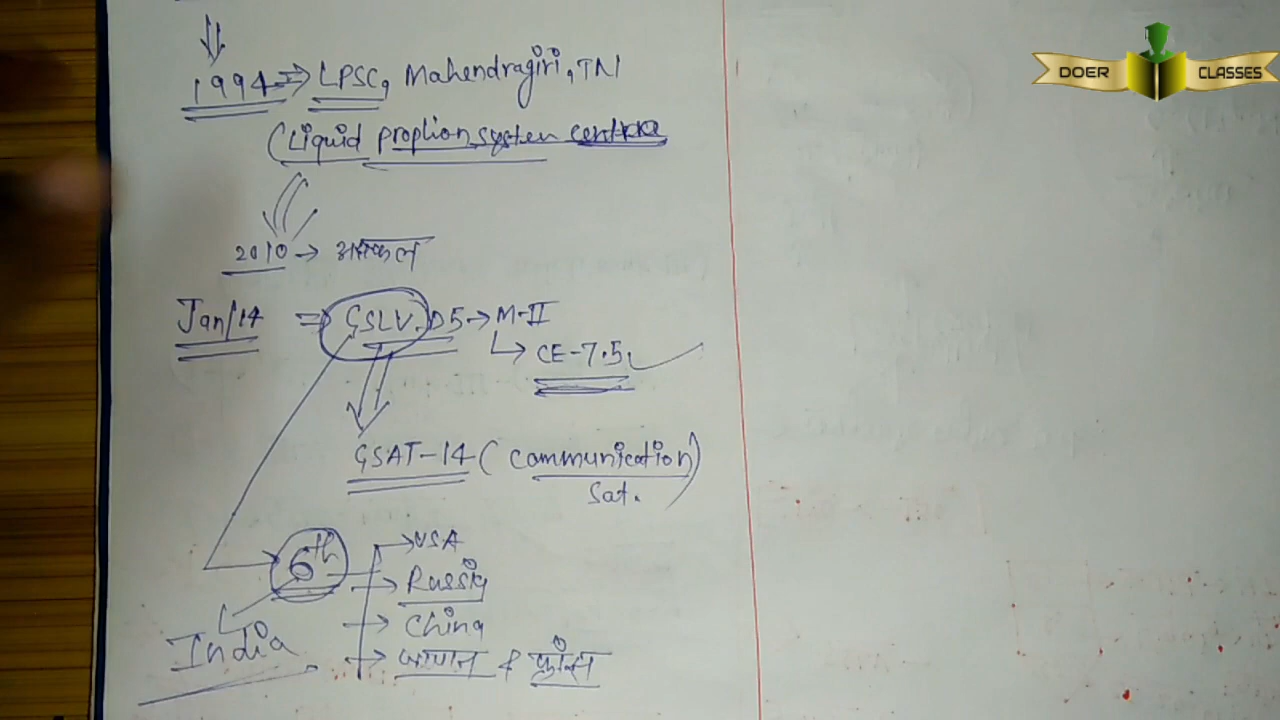 DOER CLASSES
1994 ⇒ LPSC, Mahendragiri, TN
(Liquid proplion system
2010 → असफल
Jan/14 ⇒ GSLV. D5 → M-II
↳ CE-7.5
GSAT-14 (communication)
Sat.
6th → USA
→ Russia
→ China
India
→ जापान & फ्रांस